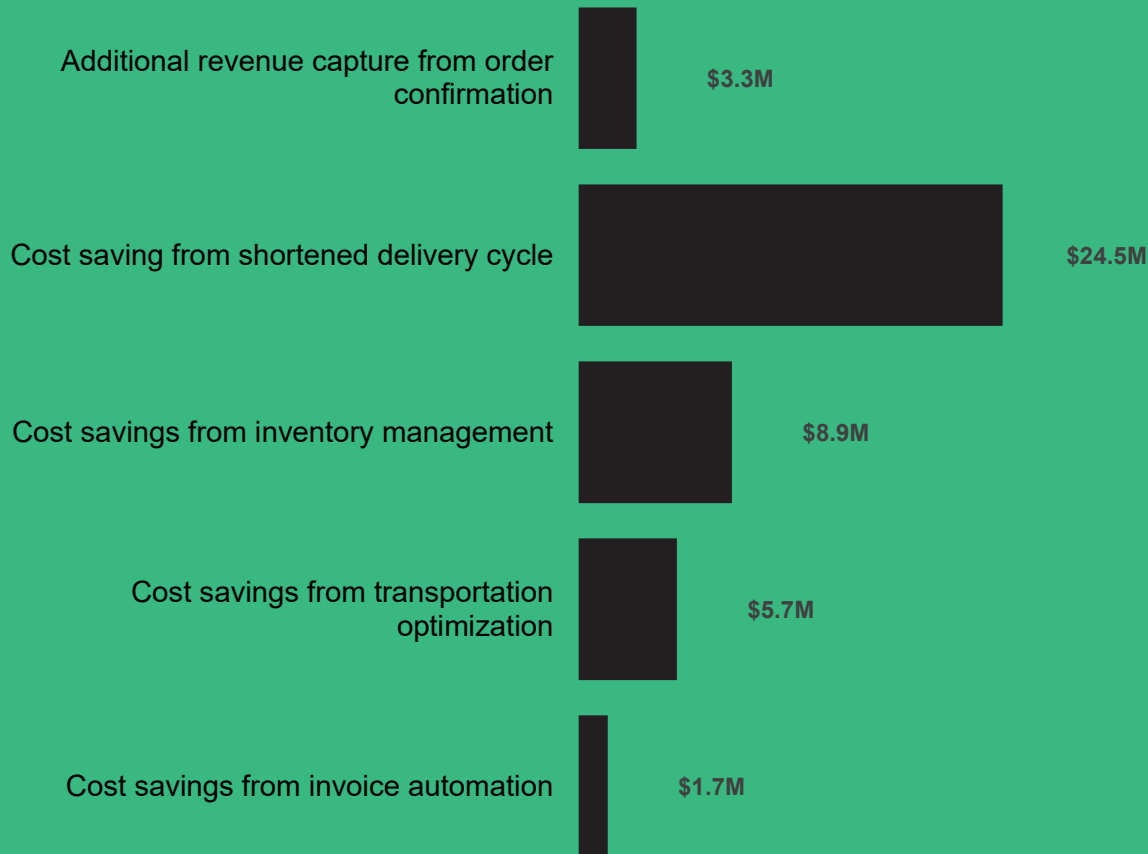 Additional revenue capture from order
confirmation
$3.3M
Cost saving from shortened delivery cycle
$24.5M
Cost savings from inventory management
$8.9M
Cost savings from transportation
optimization
$5.7M
Cost savings from invoice automation
$1.7M